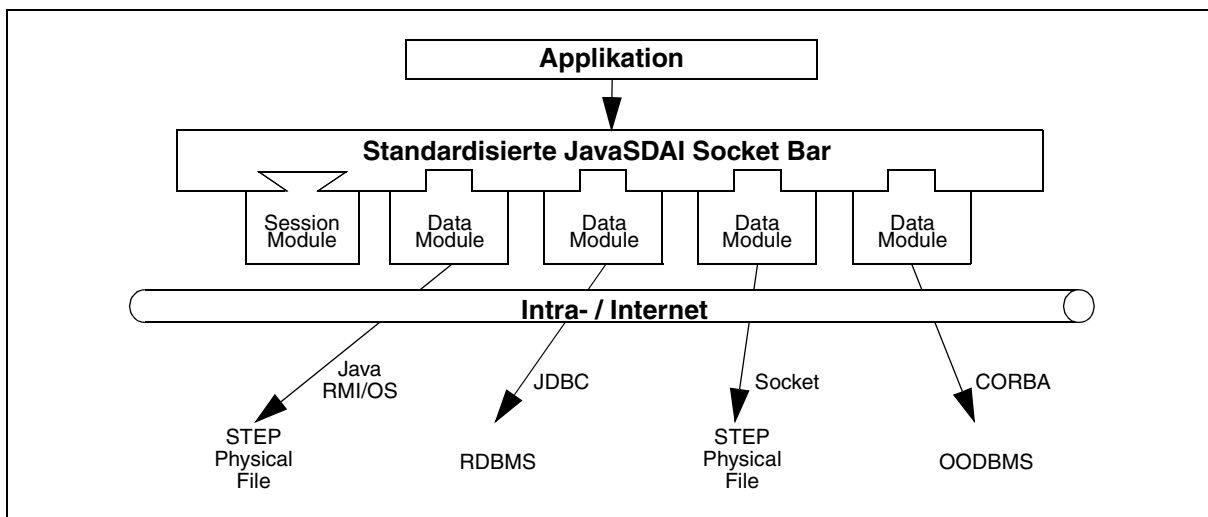 Applikation
Standardisierte JavaSDAI Socket Bar
Session
Module
Data
Module
Data
Module
Data
Module
Data
Module
Intra- / Internet
Java
RMI/OS
JDBC
Socket
CORBA
STEP
Physical
File
RDBMS
STEP
Physical
File
OODBMS